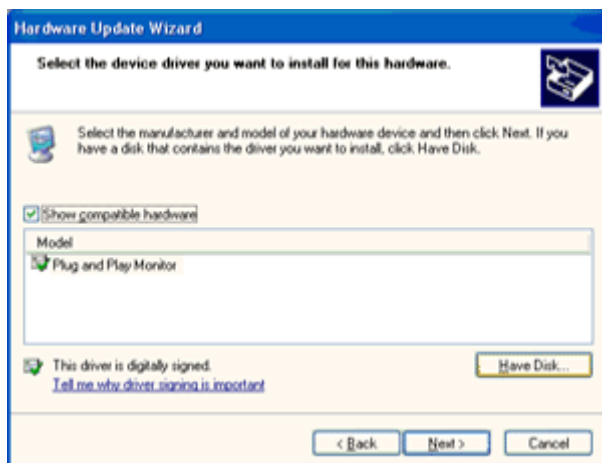 Hardware Update Wizard
Select the device driver you want to install for this hardware.
Select the manufacturer and model of your hardware device and then click Next. If you
have a disk that contains the driver you want to install, click Have Disk.
Show compatible hardware
Model
Plug and Play Monitor
This driver is digitally signed.
Have Disk...
Tell me why driver signing is important
< Back
Next >
Cancel